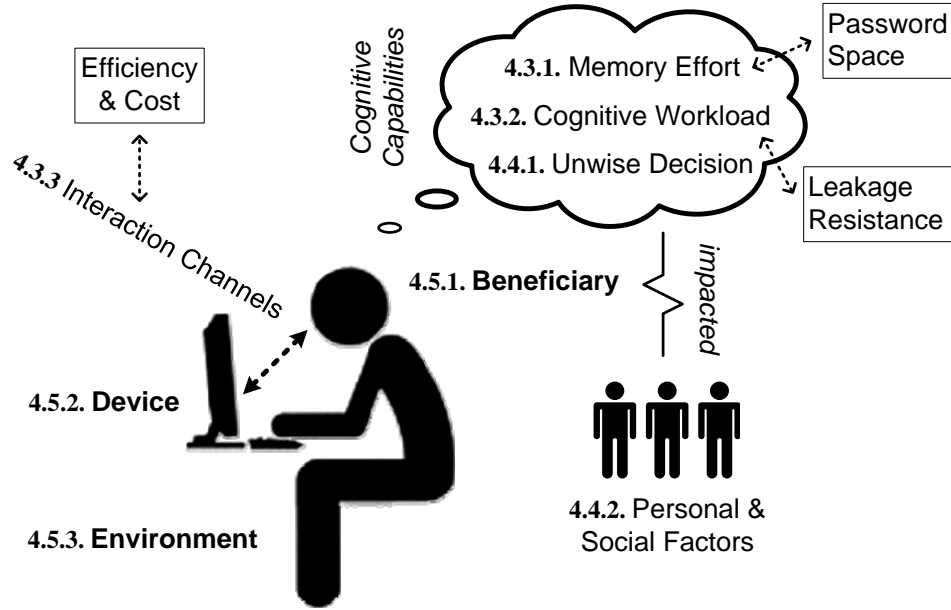 Efficiency
& Cost
4.3.3 Interaction Channels
Cognitive
Capabilities
4.3.1. Memory Effort
4.3.2. Cognitive Workload
4.4.1. Unwise Decision
Password
Space
Leakage
Resistance
4.5.1. Beneficiary
impacted
4.5.2. Device
4.5.3. Environment
4.4.2. Personal &
Social Factors